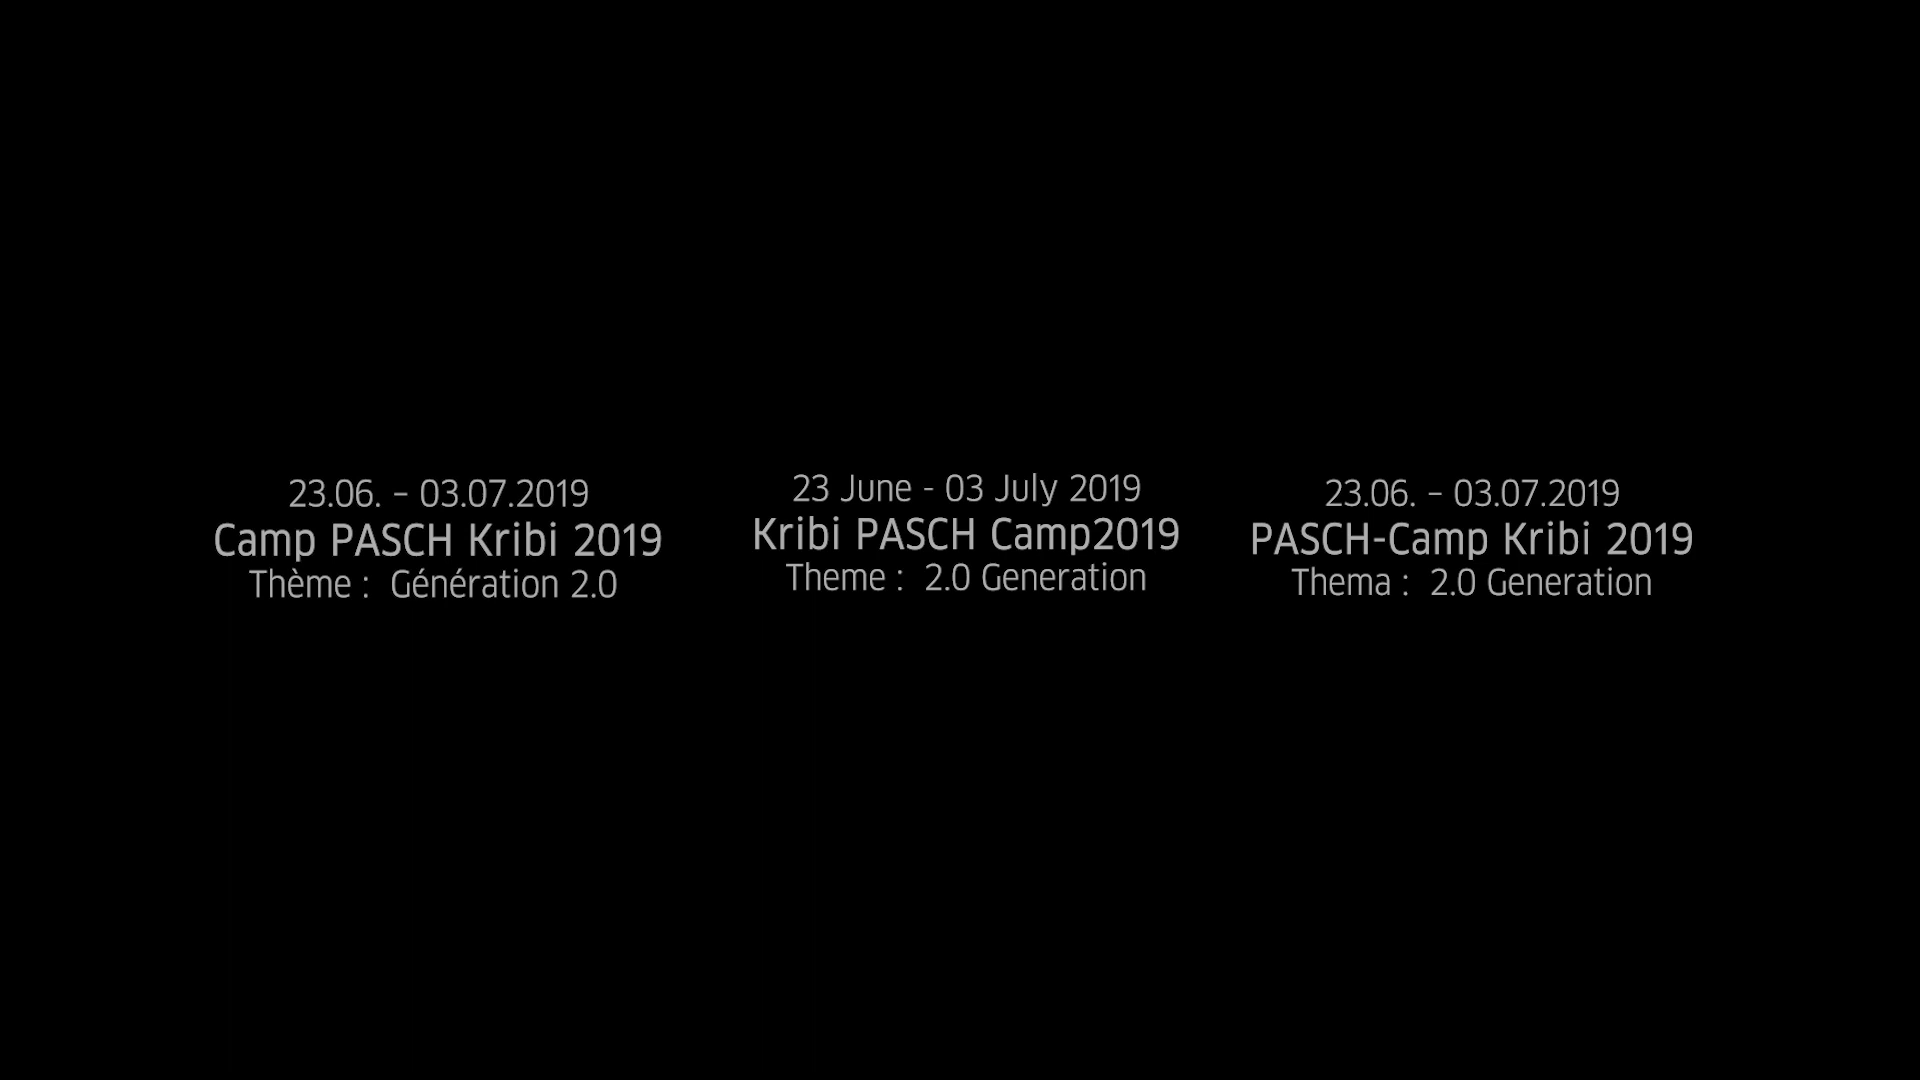 23.06. – 03.07.2019
Camp PASCH Kribi 2019
Thème :  Génération 2.0
23 June - 03 July 2019
Kribi PASCH Camp2019
Theme :  2.0 Generation
23.06. – 03.07.2019
PASCH-Camp Kribi 2019
Thema :  2.0 Generation